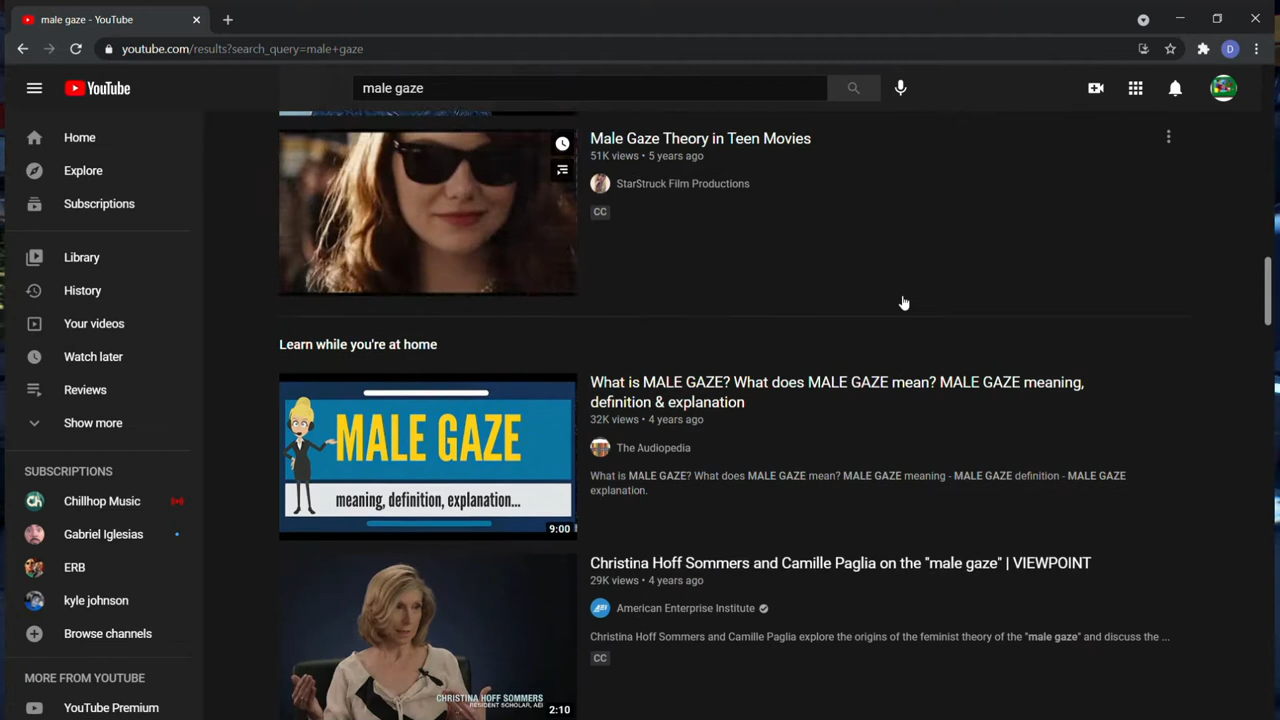 male gaze - YouTube
youtube.com/results?search_query=male+gaze
D
YouTube
male gaze
Home
Explore
Subscriptions
Library
History
Your videos
Watch later
Reviews
Show more
SUBSCRIPTIONS
Chillhop Music
Gabriel Iglesias
ERB
kyle johnson
Browse channels
MORE FROM YOUTUBE
YouTube Premium
Male Gaze Theory in Teen Movies
51K views • 5 years ago
StarStruck Film Productions
CC
Learn while you're at home
MALE GAZE
meaning, definition, explanation...
9:00
What is MALE GAZE? What does MALE GAZE mean? MALE GAZE meaning,
definition & explanation
32K views • 4 years ago
The Audiopedia
What is MALE GAZE? What does MALE GAZE mean? MALE GAZE meaning - MALE GAZE definition - MALE GAZE
explanation.
CHRISTINA HOFF SOMMERS
RESIDENT SCHOLAR, AEI
2:10
Christina Hoff Sommers and Camille Paglia on the "male gaze" | VIEWPOINT
29K views • 4 years ago
AEI
American Enterprise Institute
Christina Hoff Sommers and Camille Paglia explore the origins of the feminist theory of the "male gaze" and discuss the ...
CC